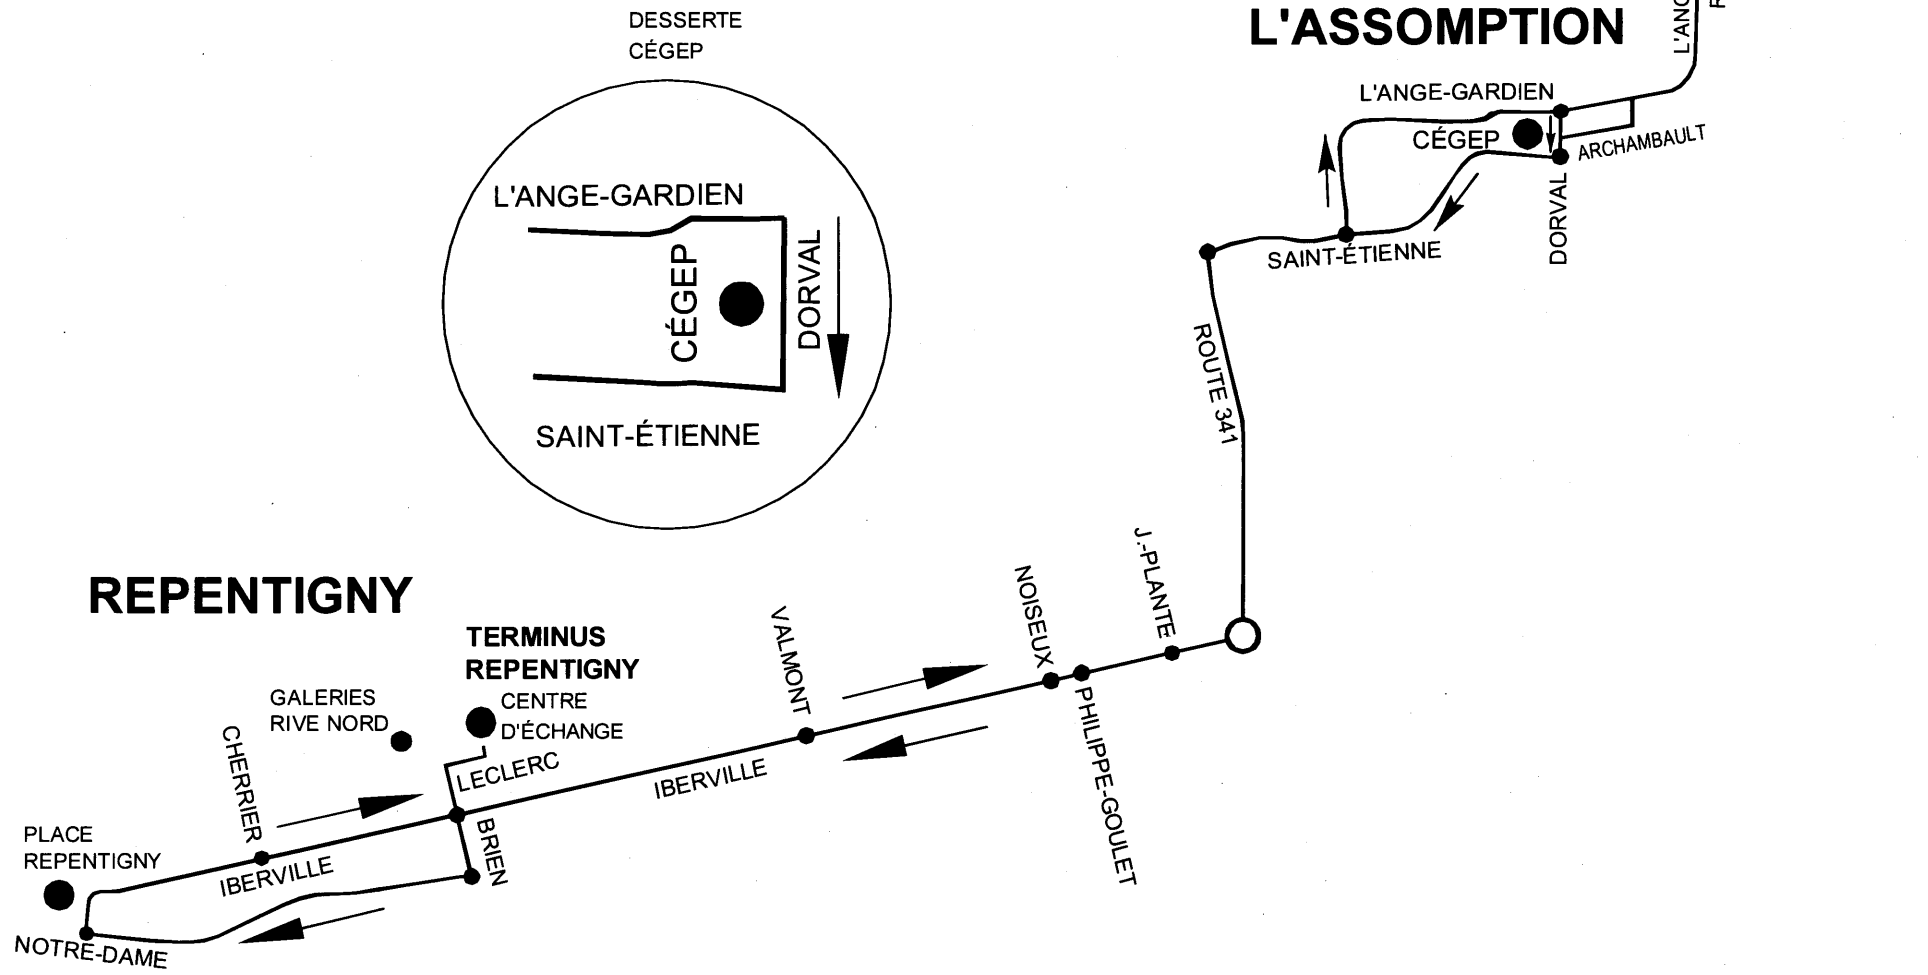 DESSERTE
CÉGEP
L'ANGE-GARDIEN
CÉGEP
DORVAL
SAINT-ÉTIENNE
L'ASSOMPTION
L'ANGE-GARDIEN
CÉGEP
ARCHAMBAULT
DORVAL
SAINT-ÉTIENNE
ROUTE 341
REPENTIGNY
TERMINUS
REPENTIGNY
CENTRE
D'ÉCHANGE
GALERIES
RIVE NORD
CHERRIER
LECLERC
IBERVILLE
VALMONT
NOISEUX
J.-PLANTE
PHILIPPE-GOULET
BRIEN
IBERVILLE
PLACE
REPENTIGNY
NOTRE-DAME